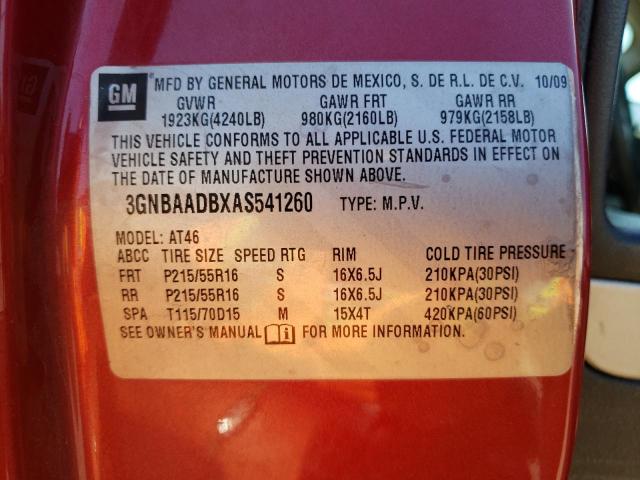 GM MFD BY GENERAL MOTORS DE MEXICO, S. DE R.L. DE C.V. 10/09
GVWR GAWR FRT GAWR RR
1923KG(4240LB) 980KG(2160LB) 979KG(2158LB)
THIS VEHICLE CONFORMS TO ALL APPLICABLE U.S. FEDERAL MOTOR
VEHICLE SAFETY AND THEFT PREVENTION STANDARDS IN EFFECT ON
THE DATE OF MANUFACTURE SHOWN ABOVE.
3GNBAADBXAS541260 TYPE: M.P.V.
MODEL: AT46
ABCC TIRE SIZE SPEED RTG RIM COLD TIRE PRESSURE
FRT P215/55R16 S 16X6.5J 210KPA(30PSI)
RR P215/55R16 S 16X6.5J 210KPA(30PSI)
SPA T115/70D15 M 15X4T 420KPA(60PSI)
SEE OWNER'S MANUAL FOR MORE INFORMATION.